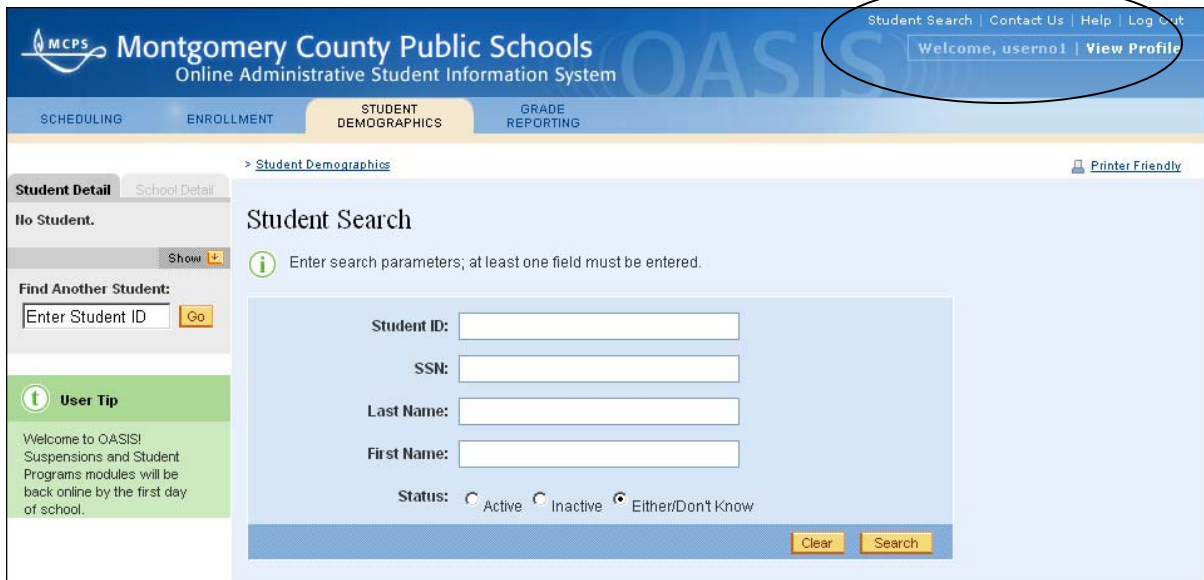 Student Search | Contact Us | Help | Log Out
Welcome, userno1 | View Profile
MCPS
Montgomery County Public Schools
Online Administrative Student Information System
OASIS
SCHEDULING
ENROLLMENT
STUDENT
DEMOGRAPHICS
GRADE
REPORTING
> Student Demographics
Printer Friendly
Student Detail
School Detail
No Student.
Show
Find Another Student:
Enter Student ID
Go
t User Tip
Welcome to OASIS!
Suspensions and Student
Programs modules will be
back online by the first day
of school.
Student Search
i Enter search parameters; at least one field must be entered.
Student ID:
SSN:
Last Name:
First Name:
Status: Active Inactive Either/Don't Know
Clear
Search